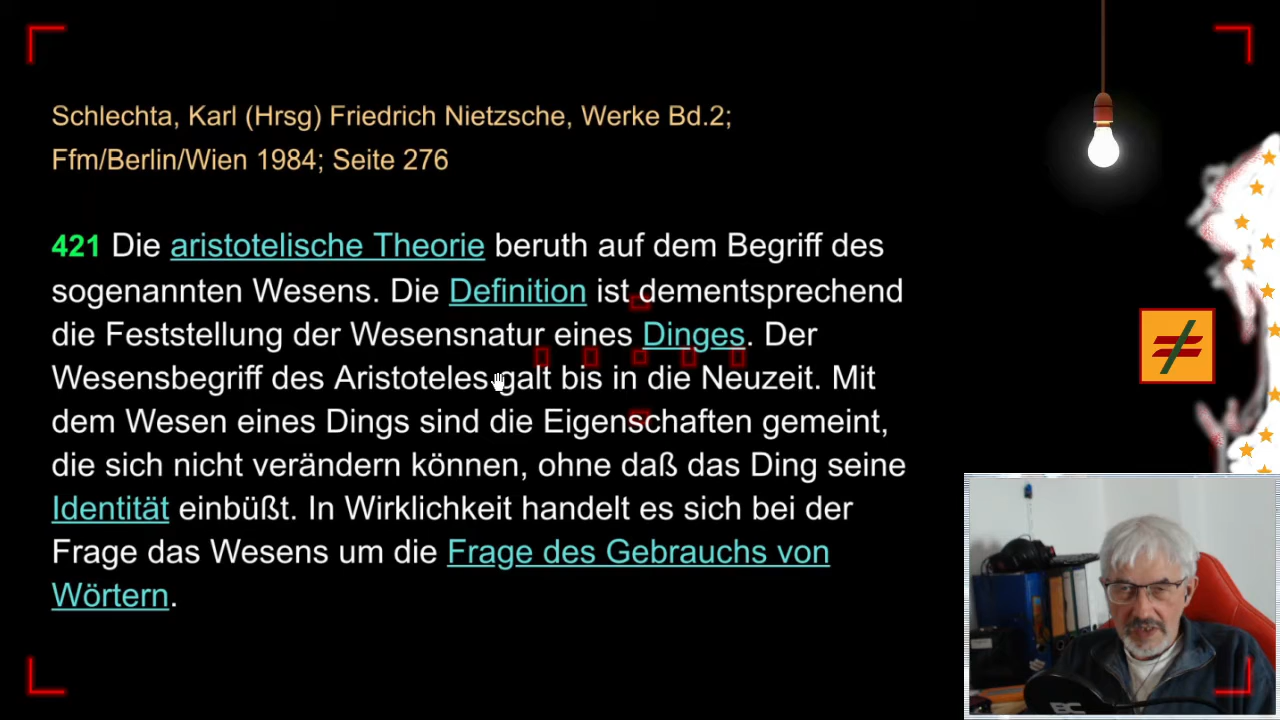 Schlechta, Karl (Hrsg) Friedrich Nietzsche, Werke Bd.2;
Ffm/Berlin/Wien 1984; Seite 276
421 Die aristotelische Theorie beruth auf dem Begriff des
sogenannten Wesens. Die Definition ist dementsprechend
die Feststellung der Wesensnatur eines Dinges. Der
Wesensbegriff des Aristoteles galt bis in die Neuzeit. Mit
dem Wesen eines Dings sind die Eigenschaften gemeint,
die sich nicht verändern können, ohne daß das Ding seine
Identität einbüßt. In Wirklichkeit handelt es sich bei der
Frage das Wesens um die Frage des Gebrauchs von
Wörtern.
≠